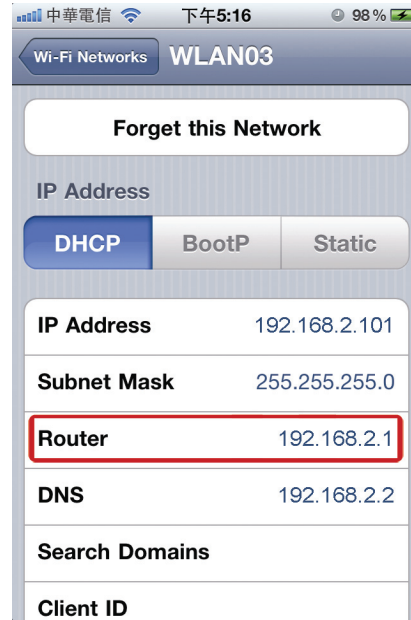 中華電信 下午5:16 98%
Wi-Fi Networks WLAN03
Forget this Network
IP Address
DHCP BootP Static
IP Address 192.168.2.101
Subnet Mask 255.255.255.0
Router 192.168.2.1
DNS 192.168.2.2
Search Domains
Client ID